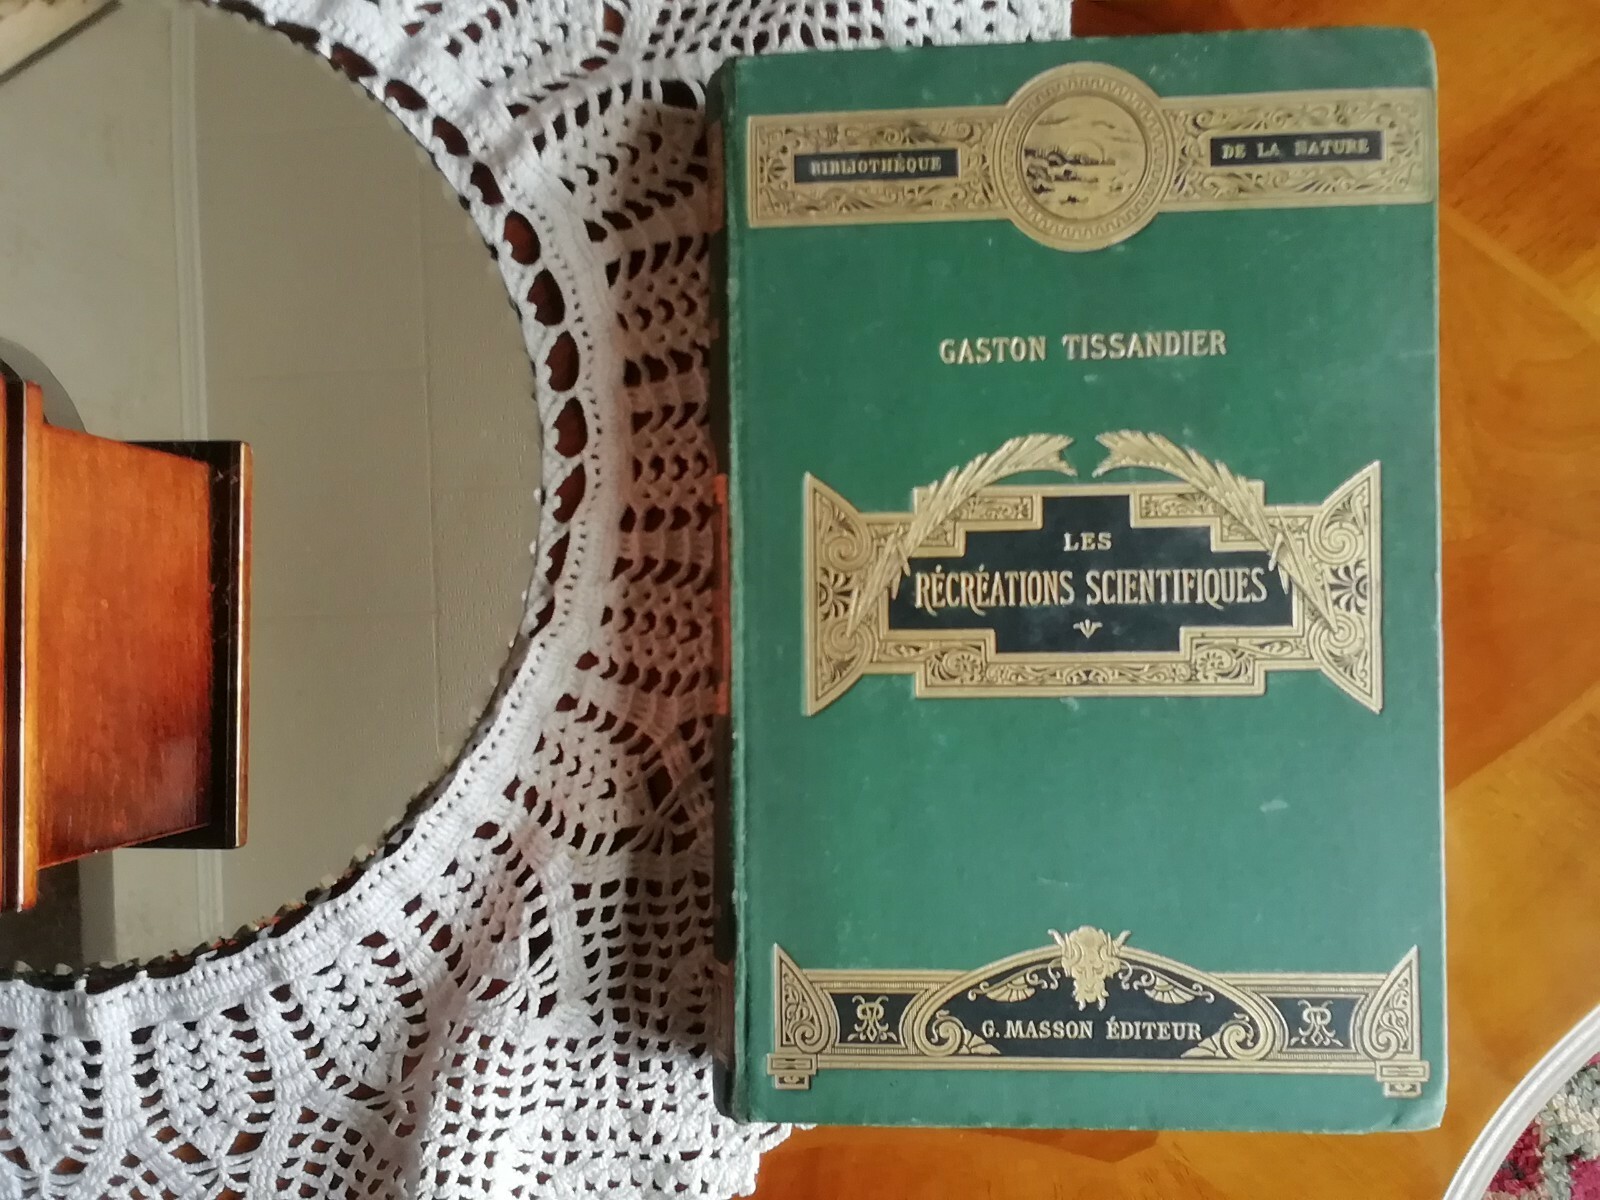 BIBLIOTHÈQUE DE LA NATURE
GASTON TISSANDIER
LES
RÉCRÉATIONS SCIENTIFIQUES
G. MASSON ÉDITEUR